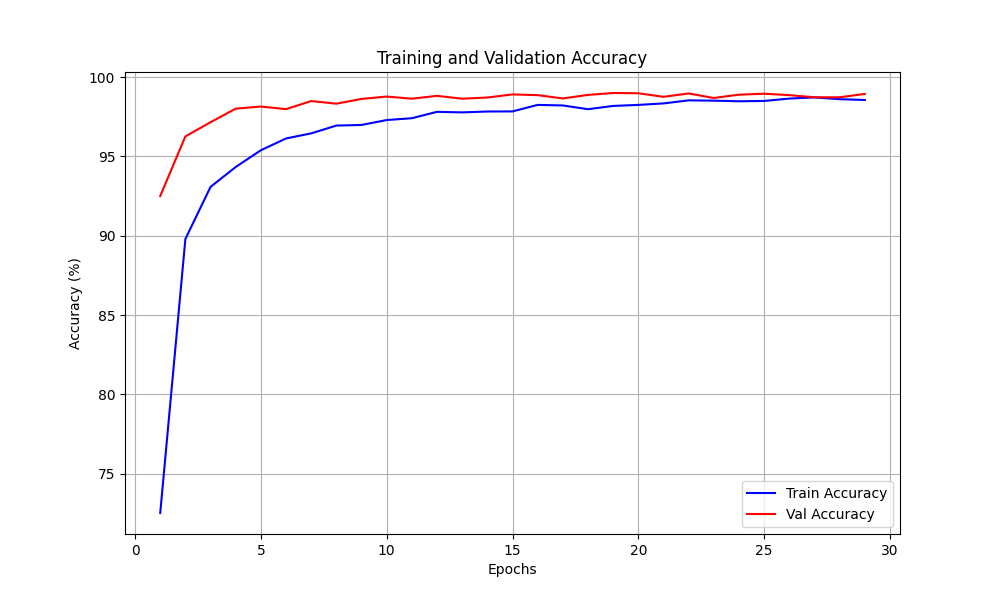 Training and Validation Accuracy
100
95
90
85
80
75
Accuracy (%)
0 5 10 15 20 25 30
Epochs
Train Accuracy
Val Accuracy